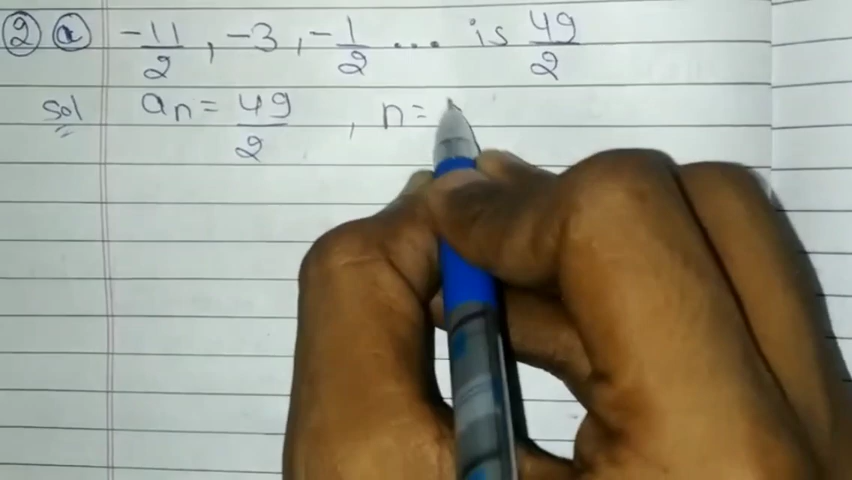 ② ⓐ -11/2, -3, -1/2 ... is 49/2
Sol aₙ = 49/2 , n =